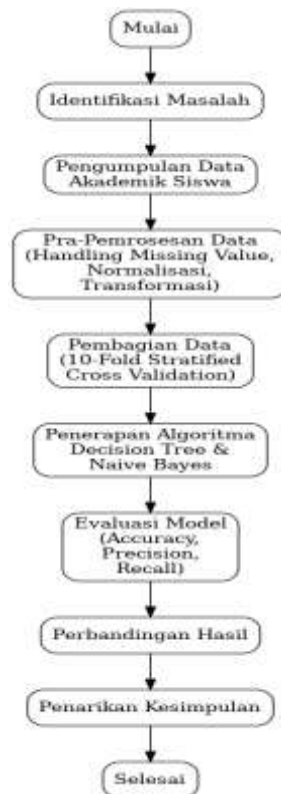 Mulai
Identifikasi Masalah
Pengumpulan Data
Akademik Siswa
Pra-Pemrosesan Data
(Handling Missing Value,
Normalisasi,
Transformasi)
Pembagian Data
(10-Fold Stratified
Cross Validation)
Penerapan Algoritma
Decision Tree &
Naive Bayes
Evaluasi Model
(Accuracy,
Precision,
Recall)
Perbandingan Hasil
Penarikan Kesimpulan
Selesai